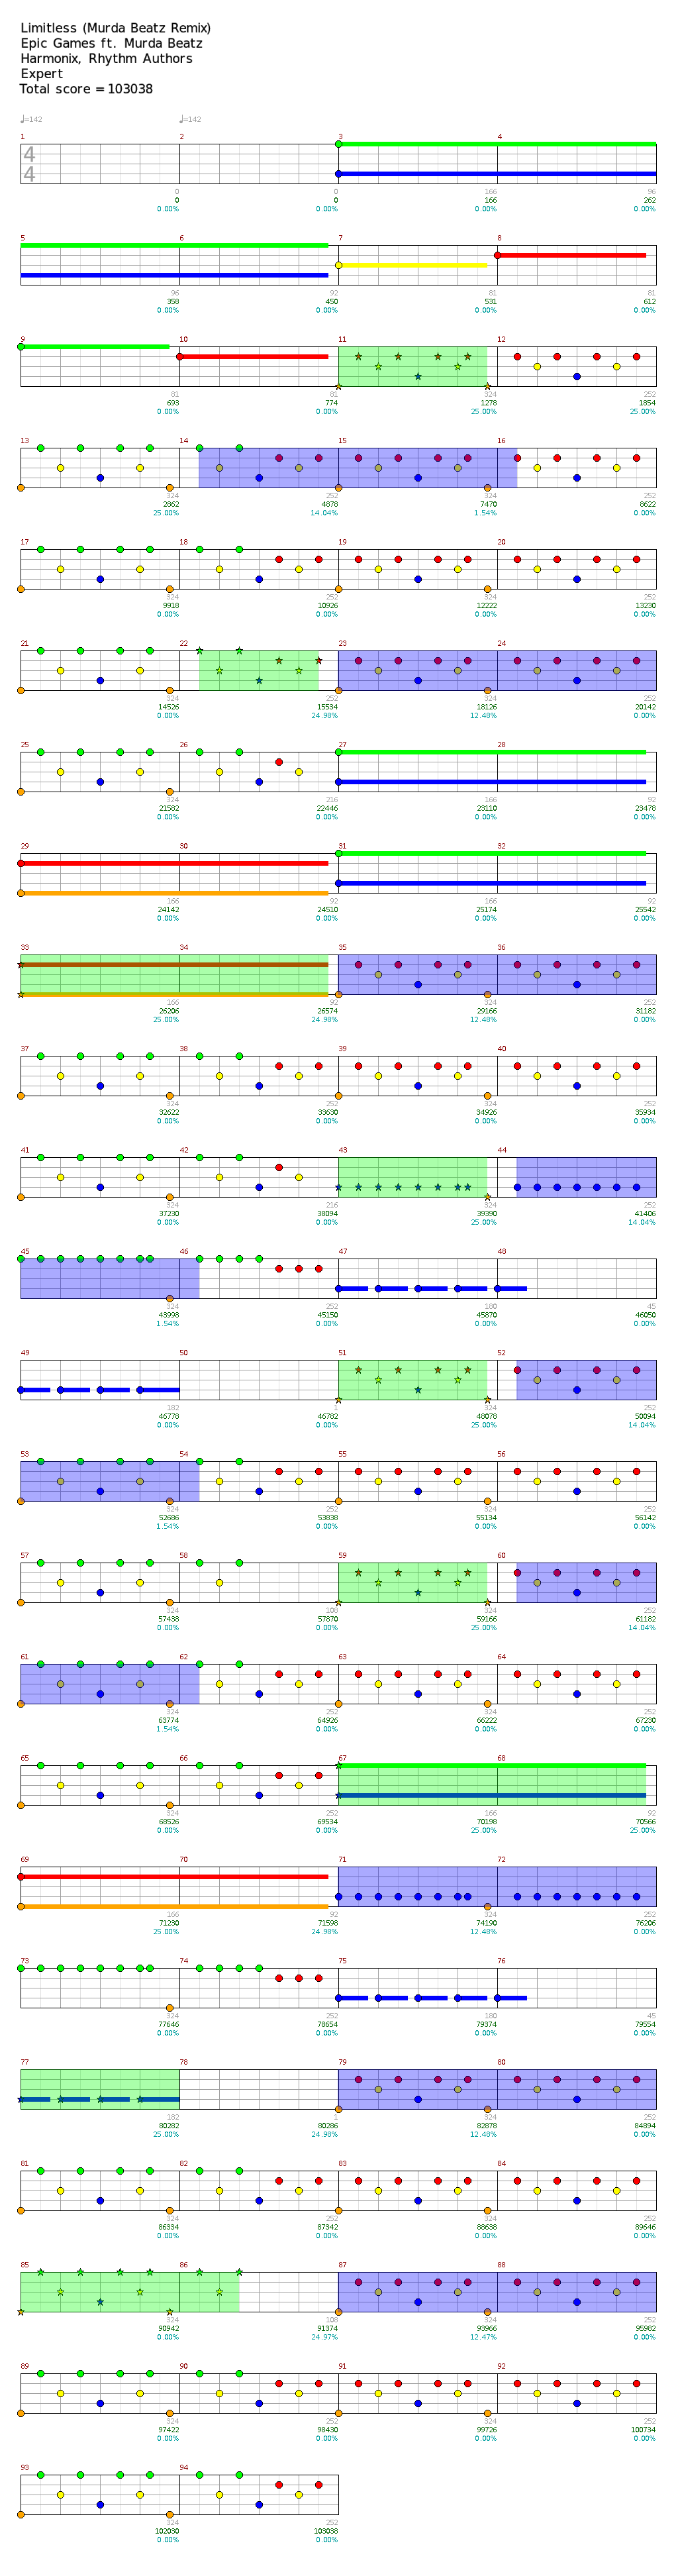 Limitless (Murda Beatz Remix)
Epic Games ft. Murda Beatz
Harmonix, Rhythm Authors
Expert
Total score = 103038
♩=142 ♩=142
1 2 3 4
4
4
0 0 166 96
0 0 166 262
0.00% 0.00% 0.00% 0.00%
5 6 7 8
96 92 81 81
358 450 531 612
0.00% 0.00% 0.00% 0.00%
9 10 11 12
81 81 324 252
693 774 1278 1854
0.00% 0.00% 25.00% 25.00%
13 14 15 16
324 252 324 252
2862 4878 7470 8622
25.00% 14.04% 1.54% 0.00%
17 18 19 20
324 252 324 252
9918 10926 12222 13230
0.00% 0.00% 0.00% 0.00%
21 22 23 24
324 252 324 252
14526 15534 18126 20142
0.00% 24.98% 12.48% 0.00%
25 26 27 28
324 216 166 92
21582 22446 23110 23478
0.00% 0.00% 0.00% 0.00%
29 30 31 32
166 92 166 92
24142 24510 25174 25542
0.00% 0.00% 0.00% 0.00%
33 34 35 36
166 92 324 252
26206 26574 29166 31182
25.00% 24.98% 12.48% 0.00%
37 38 39 40
324 252 324 252
32622 33630 34926 35934
0.00% 0.00% 0.00% 0.00%
41 42 43 44
324 216 324 252
37230 38094 39390 41406
0.00% 0.00% 25.00% 14.04%
45 46 47 48
324 252 180 45
43998 45150 45870 46050
1.54% 0.00% 0.00% 0.00%
49 50 51 52
182 1 324 252
46778 46782 48078 50094
0.00% 0.00% 25.00% 14.04%
53 54 55 56
324 252 324 252
52686 53838 55134 56142
1.54% 0.00% 0.00% 0.00%
57 58 59 60
324 108 324 252
57438 57870 59166 61182
0.00% 0.00% 25.00% 14.04%
61 62 63 64
324 252 324 252
63774 64926 66222 67230
1.54% 0.00% 0.00% 0.00%
65 66 67 68
324 252 166 92
68526 69534 70198 70566
0.00% 0.00% 25.00% 25.00%
69 70 71 72
166 92 324 252
71230 71598 74190 76206
25.00% 24.98% 12.48% 0.00%
73 74 75 76
324 252 180 45
77646 78654 79374 79554
0.00% 0.00% 0.00% 0.00%
77 78 79 80
182 1 324 252
80282 80286 82878 84894
25.00% 24.98% 12.48% 0.00%
81 82 83 84
324 252 324 252
86334 87342 88638 89646
0.00% 0.00% 0.00% 0.00%
85 86 87 88
324 108 324 252
90942 91374 93966 95982
0.00% 24.97% 12.47% 0.00%
89 90 91 92
324 252 324 252
97422 98430 99726 100734
0.00% 0.00% 0.00% 0.00%
93 94
324 252
102030 103038
0.00% 0.00%